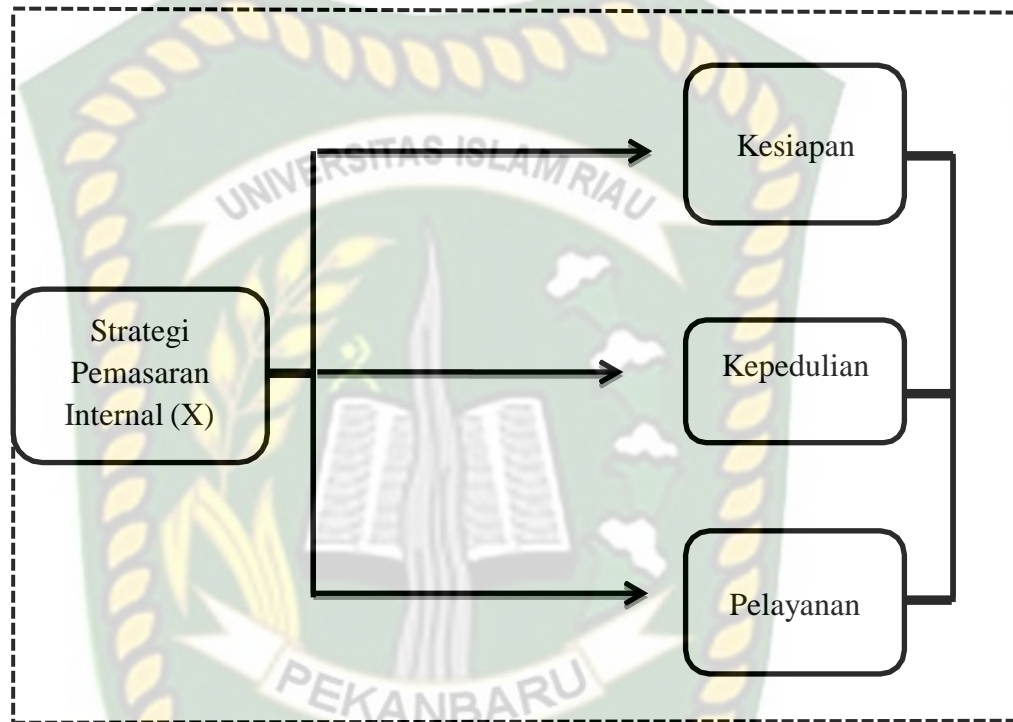 UNIVERSITAS ISLAM RIAU
Kesiapan
Strategi
Pemasaran
Internal (X)
Kepedulian
Pelayanan
PEKANBARU